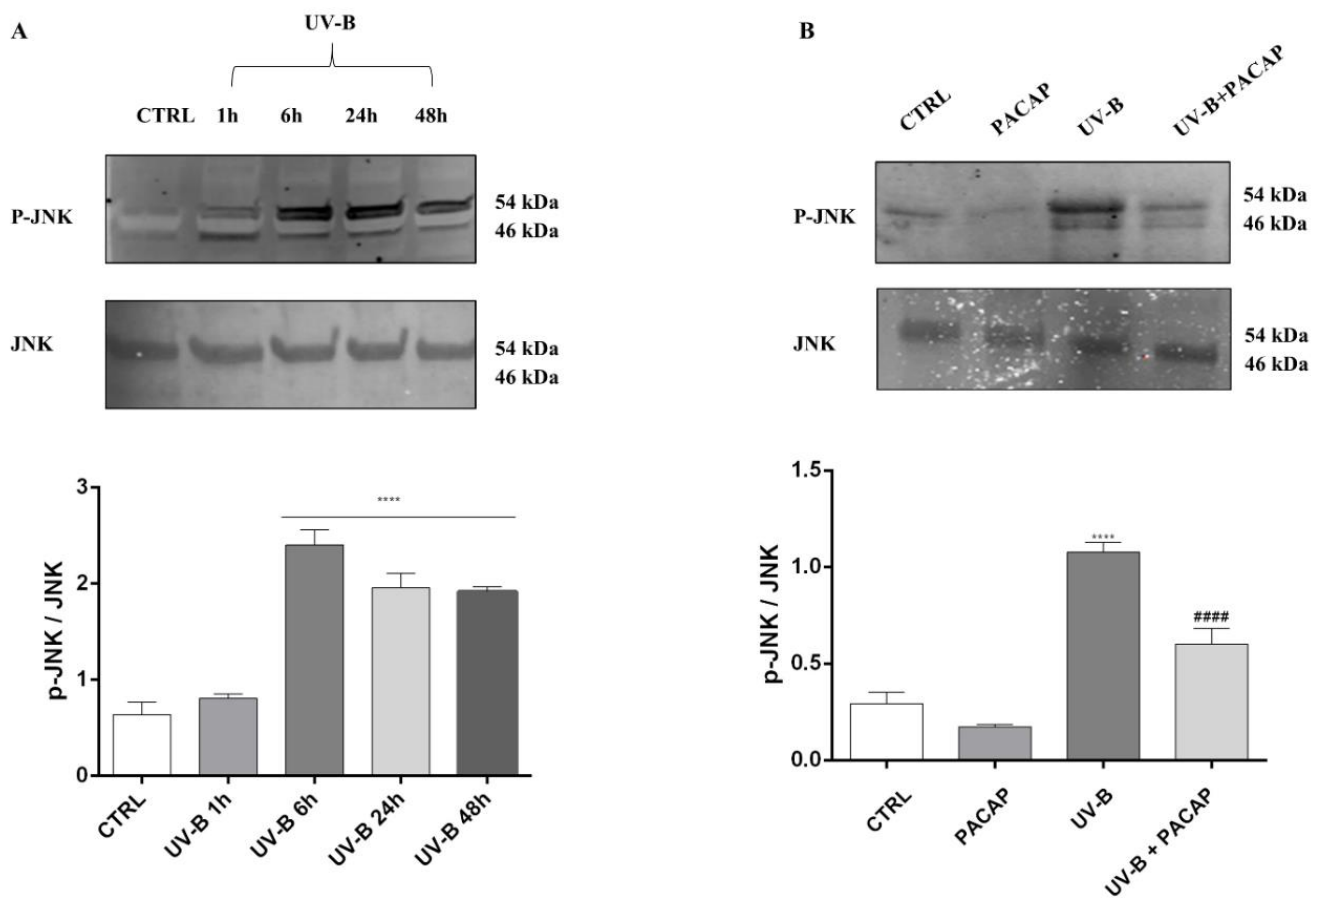 A
UV-B
CTRL 1h 6h 24h 48h
P-JNK
54 kDa
46 kDa
JNK
54 kDa
46 kDa
p-JNK / JNK
3
2
1
0
****
CTRL
UV-B 1h
UV-B 6h
UV-B 24h
UV-B 48h
B
CTRL
PACAP
UV-B
UV-B+PACAP
P-JNK
54 kDa
46 kDa
JNK
54 kDa
46 kDa
p-JNK / JNK
1.5
1.0
0.5
0.0
****
####
CTRL
PACAP
UV-B
UV-B + PACAP